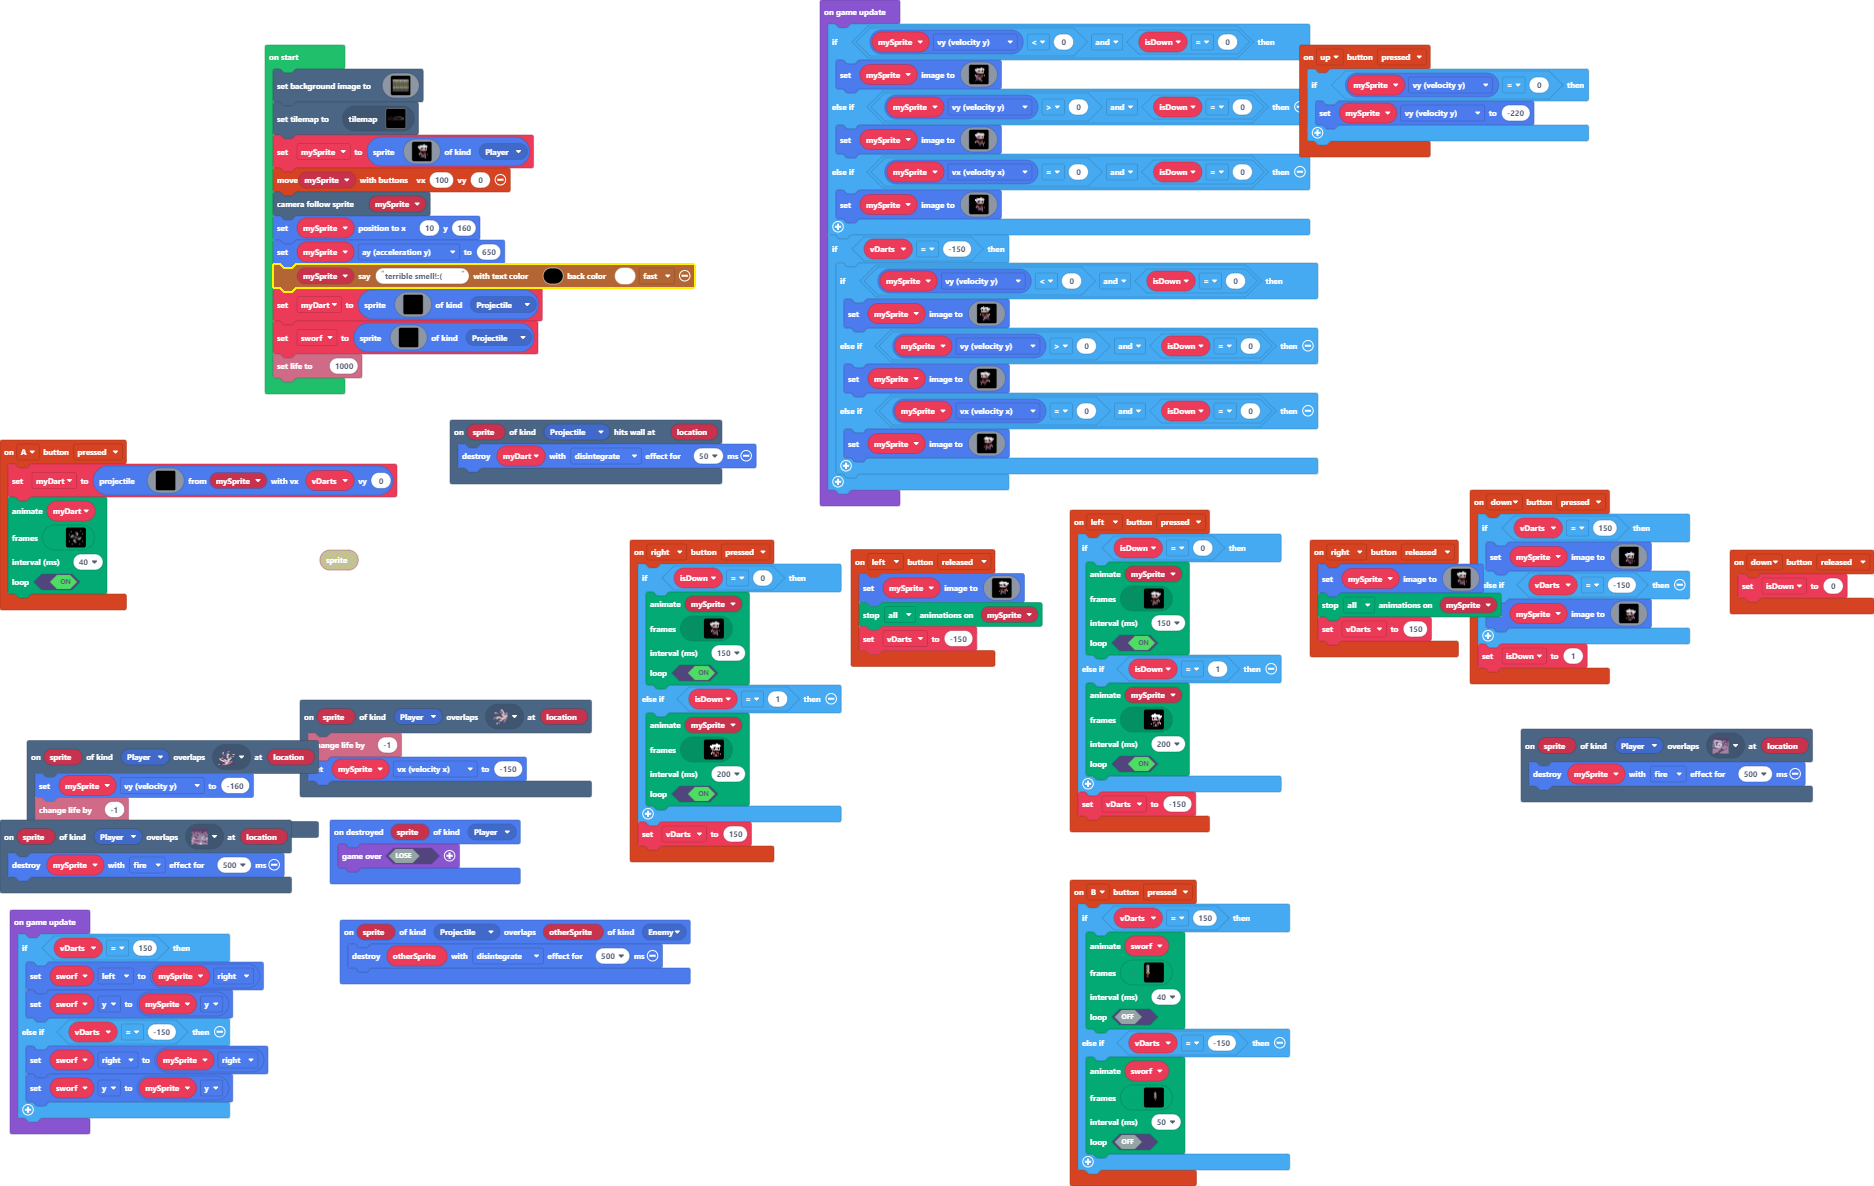 on start
set background image to
set tilemap to tilemap
set mySprite to sprite of kind Player
move mySprite with buttons vx 100 vy 0
camera follow sprite mySprite
set mySprite position to x 10 y 160
set mySprite ay (acceleration y) to 650
mySprite say "terrible smell!:( " with text color back color fast
set myDart to sprite of kind Projectile
set sworf to sprite of kind Projectile
set life to 1000
on game update
if mySprite vy (velocity y) < 0 and isDown = 0 then
set mySprite image to
else if mySprite vy (velocity y) > 0 and isDown = 0 then
set mySprite image to
else if mySprite vx (velocity x) = 0 and isDown = 0 then
set mySprite image to
if vDarts = -150 then
if mySprite vy (velocity y) < 0 and isDown = 0 then
set mySprite image to
else if mySprite vy (velocity y) > 0 and isDown = 0 then
set mySprite image to
else if mySprite vx (velocity x) = 0 and isDown = 0 then
set mySprite image to
on up button pressed
if mySprite vy (velocity y) = 0 then
set mySprite vy (velocity y) to -220
on A button pressed
set myDart to projectile from mySprite with vx vDarts vy 0
animate myDart
frames
interval (ms) 40
loop ON
on sprite of kind Projectile hits wall at location
destroy myDart with disintegrate effect for 50 ms
sprite
on right button pressed
if isDown = 0 then
animate mySprite
frames
interval (ms) 150
loop ON
else if isDown = 1 then
animate mySprite
frames
interval (ms) 200
loop ON
set vDarts to 150
on left button released
set mySprite image to
stop all animations on mySprite
set vDarts to -150
on left button pressed
if isDown = 0 then
animate mySprite
frames
interval (ms) 150
loop ON
else if isDown = 1 then
animate mySprite
frames
interval (ms) 200
loop ON
set vDarts to -150
on right button released
set mySprite image to
stop all animations on mySprite
set vDarts to 150
on down button pressed
if vDarts = 150 then
set mySprite image to
else if vDarts = -150 then
mySprite image to
set isDown to 1
on down button released
set isDown to 0
on sprite of kind Player overlaps at location
change life by -1
mySprite vx (velocity x) to -150
on sprite of kind Player overlaps at location
set mySprite vy (velocity y) to -160
change life by -1
on sprite of kind Player overlaps at location
destroy mySprite with fire effect for 500 ms
on destroyed sprite of kind Player
game over LOSE
on sprite of kind Player overlaps at location
destroy mySprite with fire effect for 500 ms
on game update
if vDarts = 150 then
set sworf left to mySprite right
set sworf y to mySprite y
else if vDarts = -150 then
set sworf right to mySprite right
set sworf y to mySprite y
on sprite of kind Projectile overlaps otherSprite of kind Enemy
destroy otherSprite with disintegrate effect for 500 ms
on B button pressed
if vDarts = 150 then
animate sworf
frames
interval (ms) 40
loop OFF
else if vDarts = -150 then
animate sworf
frames
interval (ms) 50
loop OFF